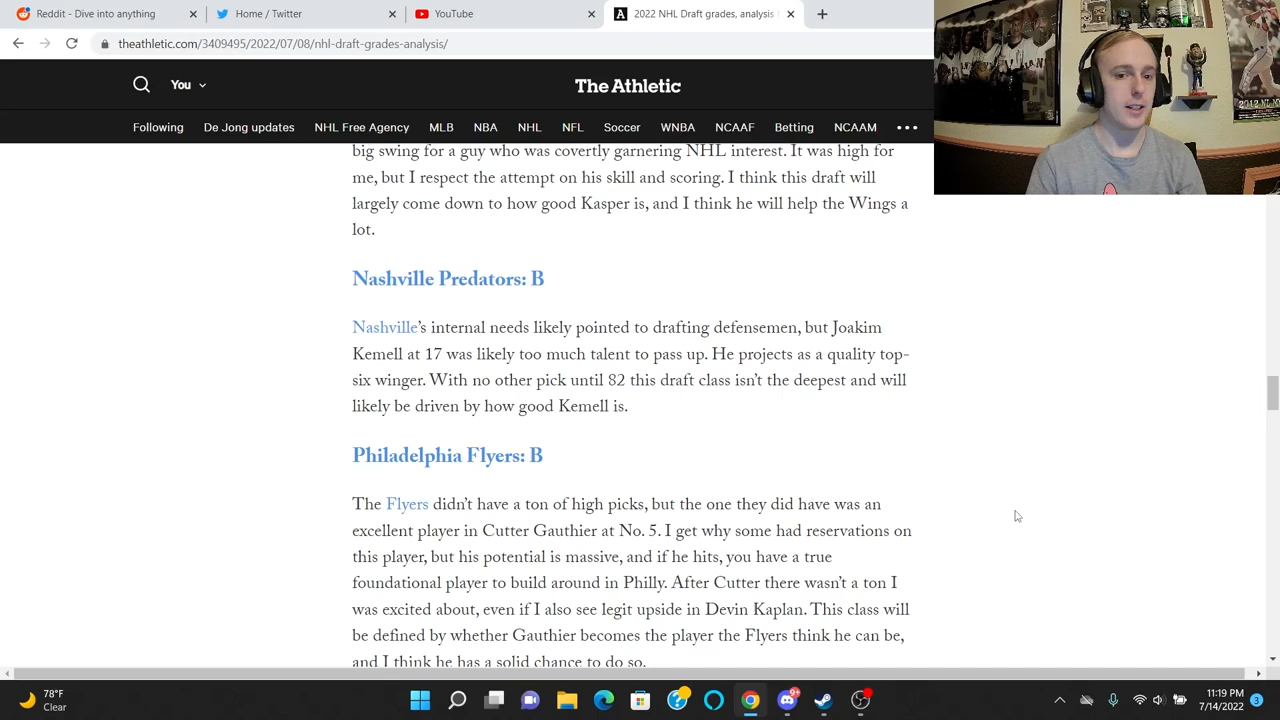 Reddit - Dive into anything
Home / Twitter
YouTube
2022 NHL Draft grades, analysis
theathletic.com/3409495/2022/07/08/nhl-draft-grades-analysis/
You
The Athletic
Following De Jong updates NHL Free Agency MLB NBA NHL NFL Soccer WNBA NCAAF Betting NCAAM
big swing for a guy who was covertly garnering NHL interest. It was high for
me, but I respect the attempt on his skill and scoring. I think this draft will
largely come down to how good Kasper is, and I think he will help the Wings a
lot.
Nashville Predators: B
Nashville’s internal needs likely pointed to drafting defensemen, but Joakim
Kemell at 17 was likely too much talent to pass up. He projects as a quality top-
six winger. With no other pick until 82 this draft class isn’t the deepest and will
likely be driven by how good Kemell is.
Philadelphia Flyers: B
The Flyers didn’t have a ton of high picks, but the one they did have was an
excellent player in Cutter Gauthier at No. 5. I get why some had reservations on
this player, but his potential is massive, and if he hits, you have a true
foundational player to build around in Philly. After Cutter there wasn’t a ton I
was excited about, even if I also see legit upside in Devin Kaplan. This class will
be defined by whether Gauthier becomes the player the Flyers think he can be,
and I think he has a solid chance to do so.
78°F
Clear
11:19 PM
7/14/2022
3